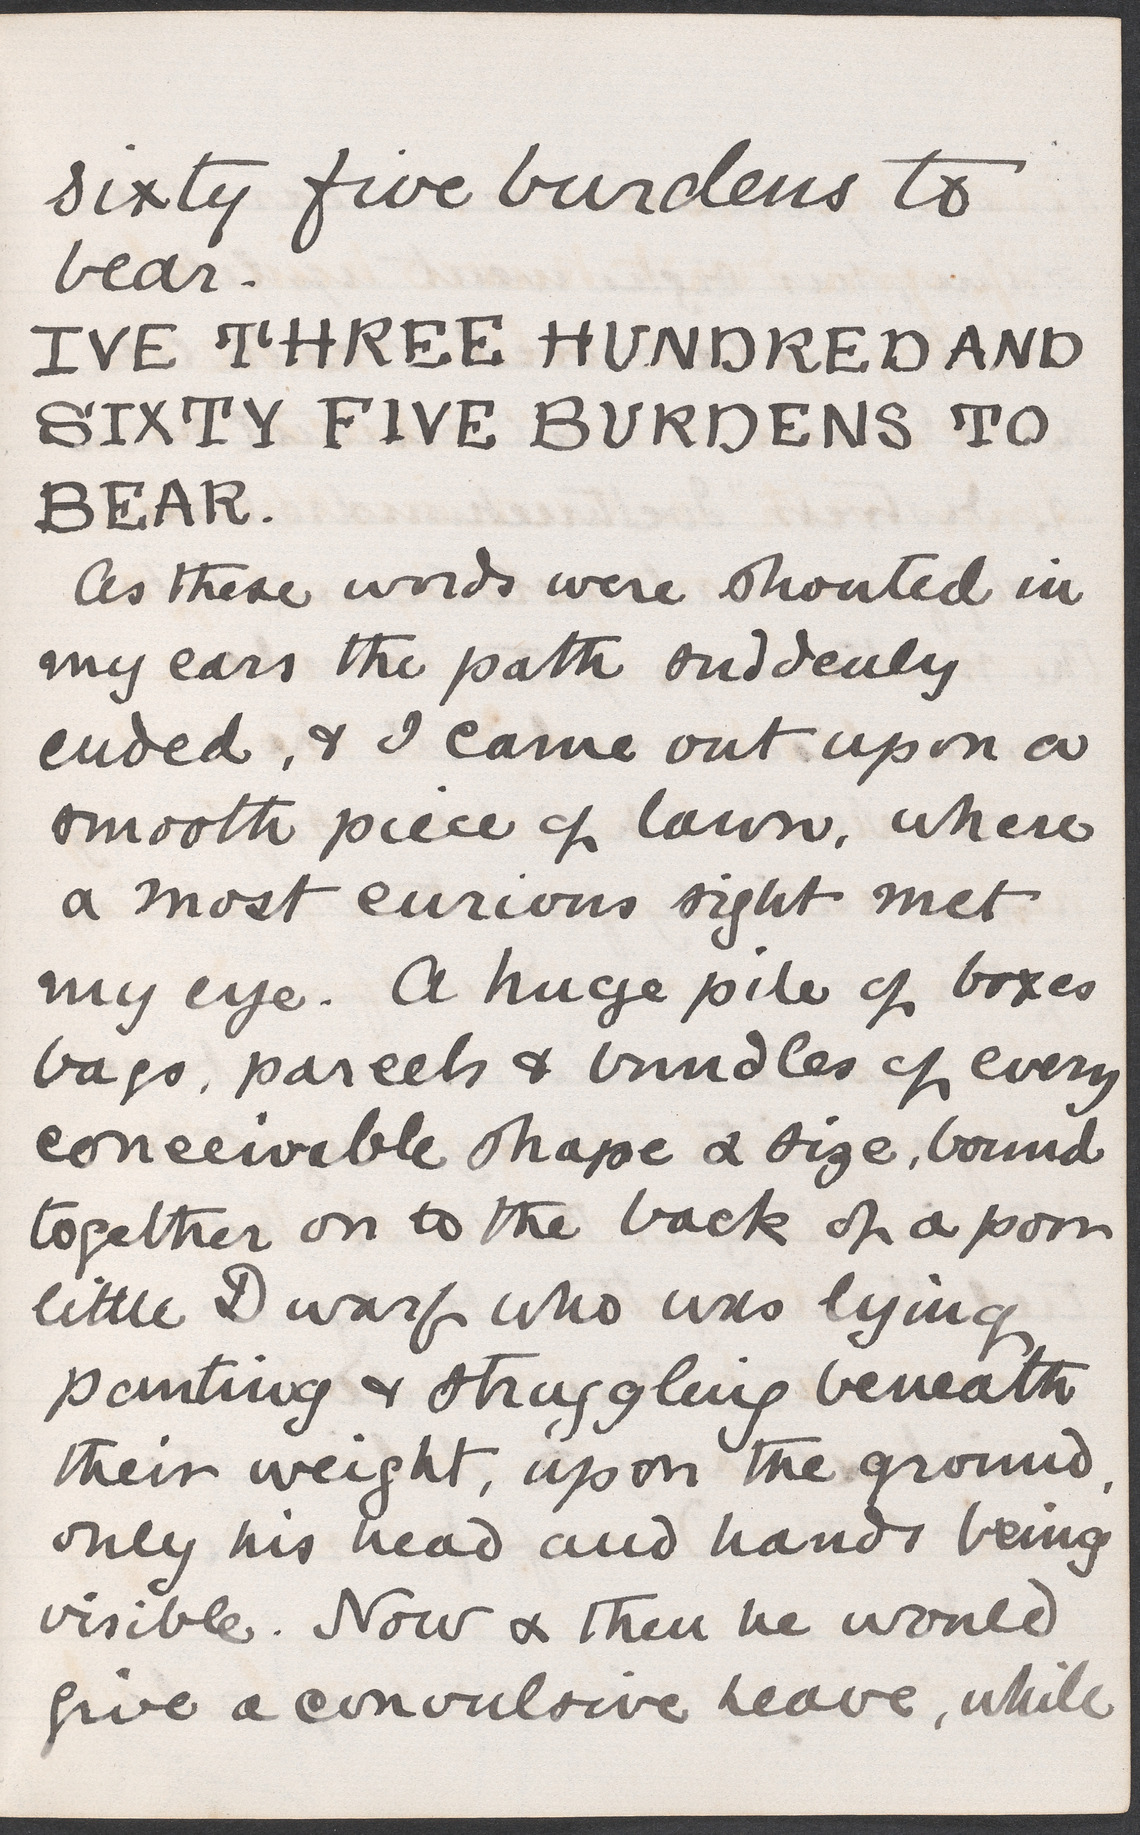 sixty five burdens to
bear.
IVE THREE HUNDRED AND
SIXTY FIVE BURDENS TO
BEAR.
As these words were shouted in
my ears the path suddenly
ended, & I came out upon a
smooth piece of lawn, where
a most curious sight met
my eye. A huge pile of boxes
bags, parcels & bundles of every
conceivable shape & size, bound
together on to the back of a poor
little Dwarf who was lying
panting & struggling beneath
their weight, upon the ground,
only his head and hands being
visible. Now & then he would
give a convulsive heave, while